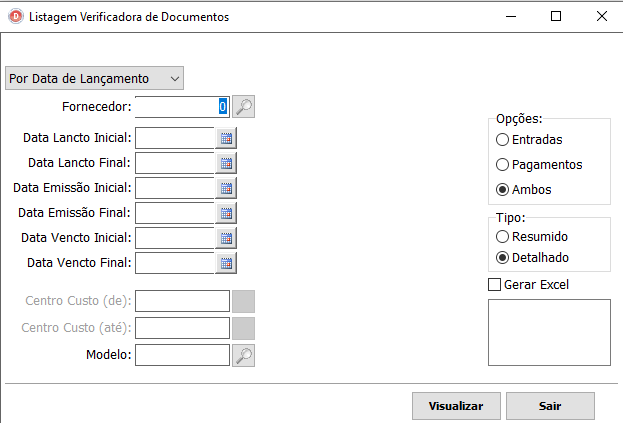 Listagem Verificadora de Documentos
Por Data de Lançamento
Fornecedor: 0
Data Lancto Inicial:
Data Lancto Final:
Data Emissão Inicial:
Data Emissão Final:
Data Vencto Inicial:
Data Vencto Final:
Centro Custo (de):
Centro Custo (até):
Modelo:
Opções:
Entradas
Pagamentos
Ambos
Tipo:
Resumido
Detalhado
Gerar Excel
Visualizar
Sair